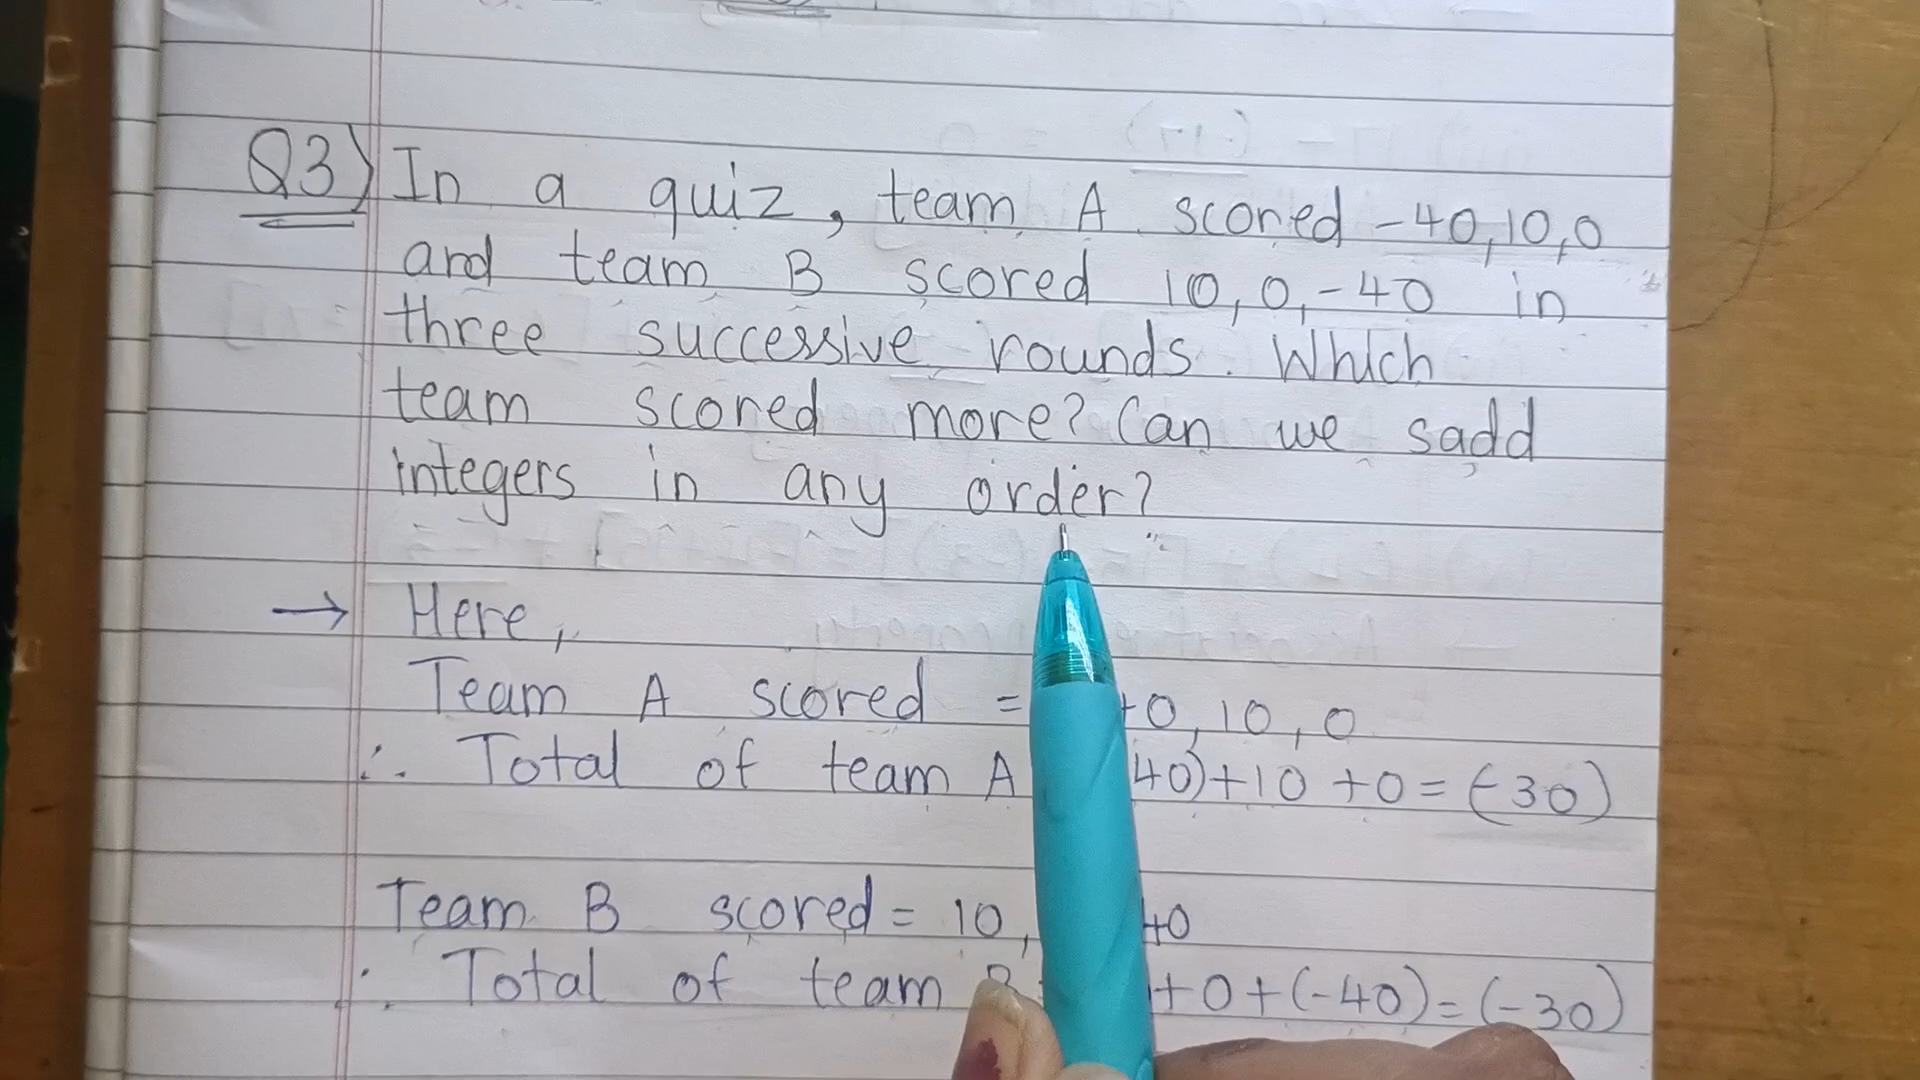 Q3) In a quiz, team A scored -40,10,0
and team B scored 10,0,-40 in
three successive rounds. Which
team scored more? Can we sadd
integers in any order?
→ Here,
Team A scored = 0,10,0
∴ Total of team A 40)+10+0=(-30)
Team B scored = 10, 40
∴ Total of team +0+(-40)=(-30)